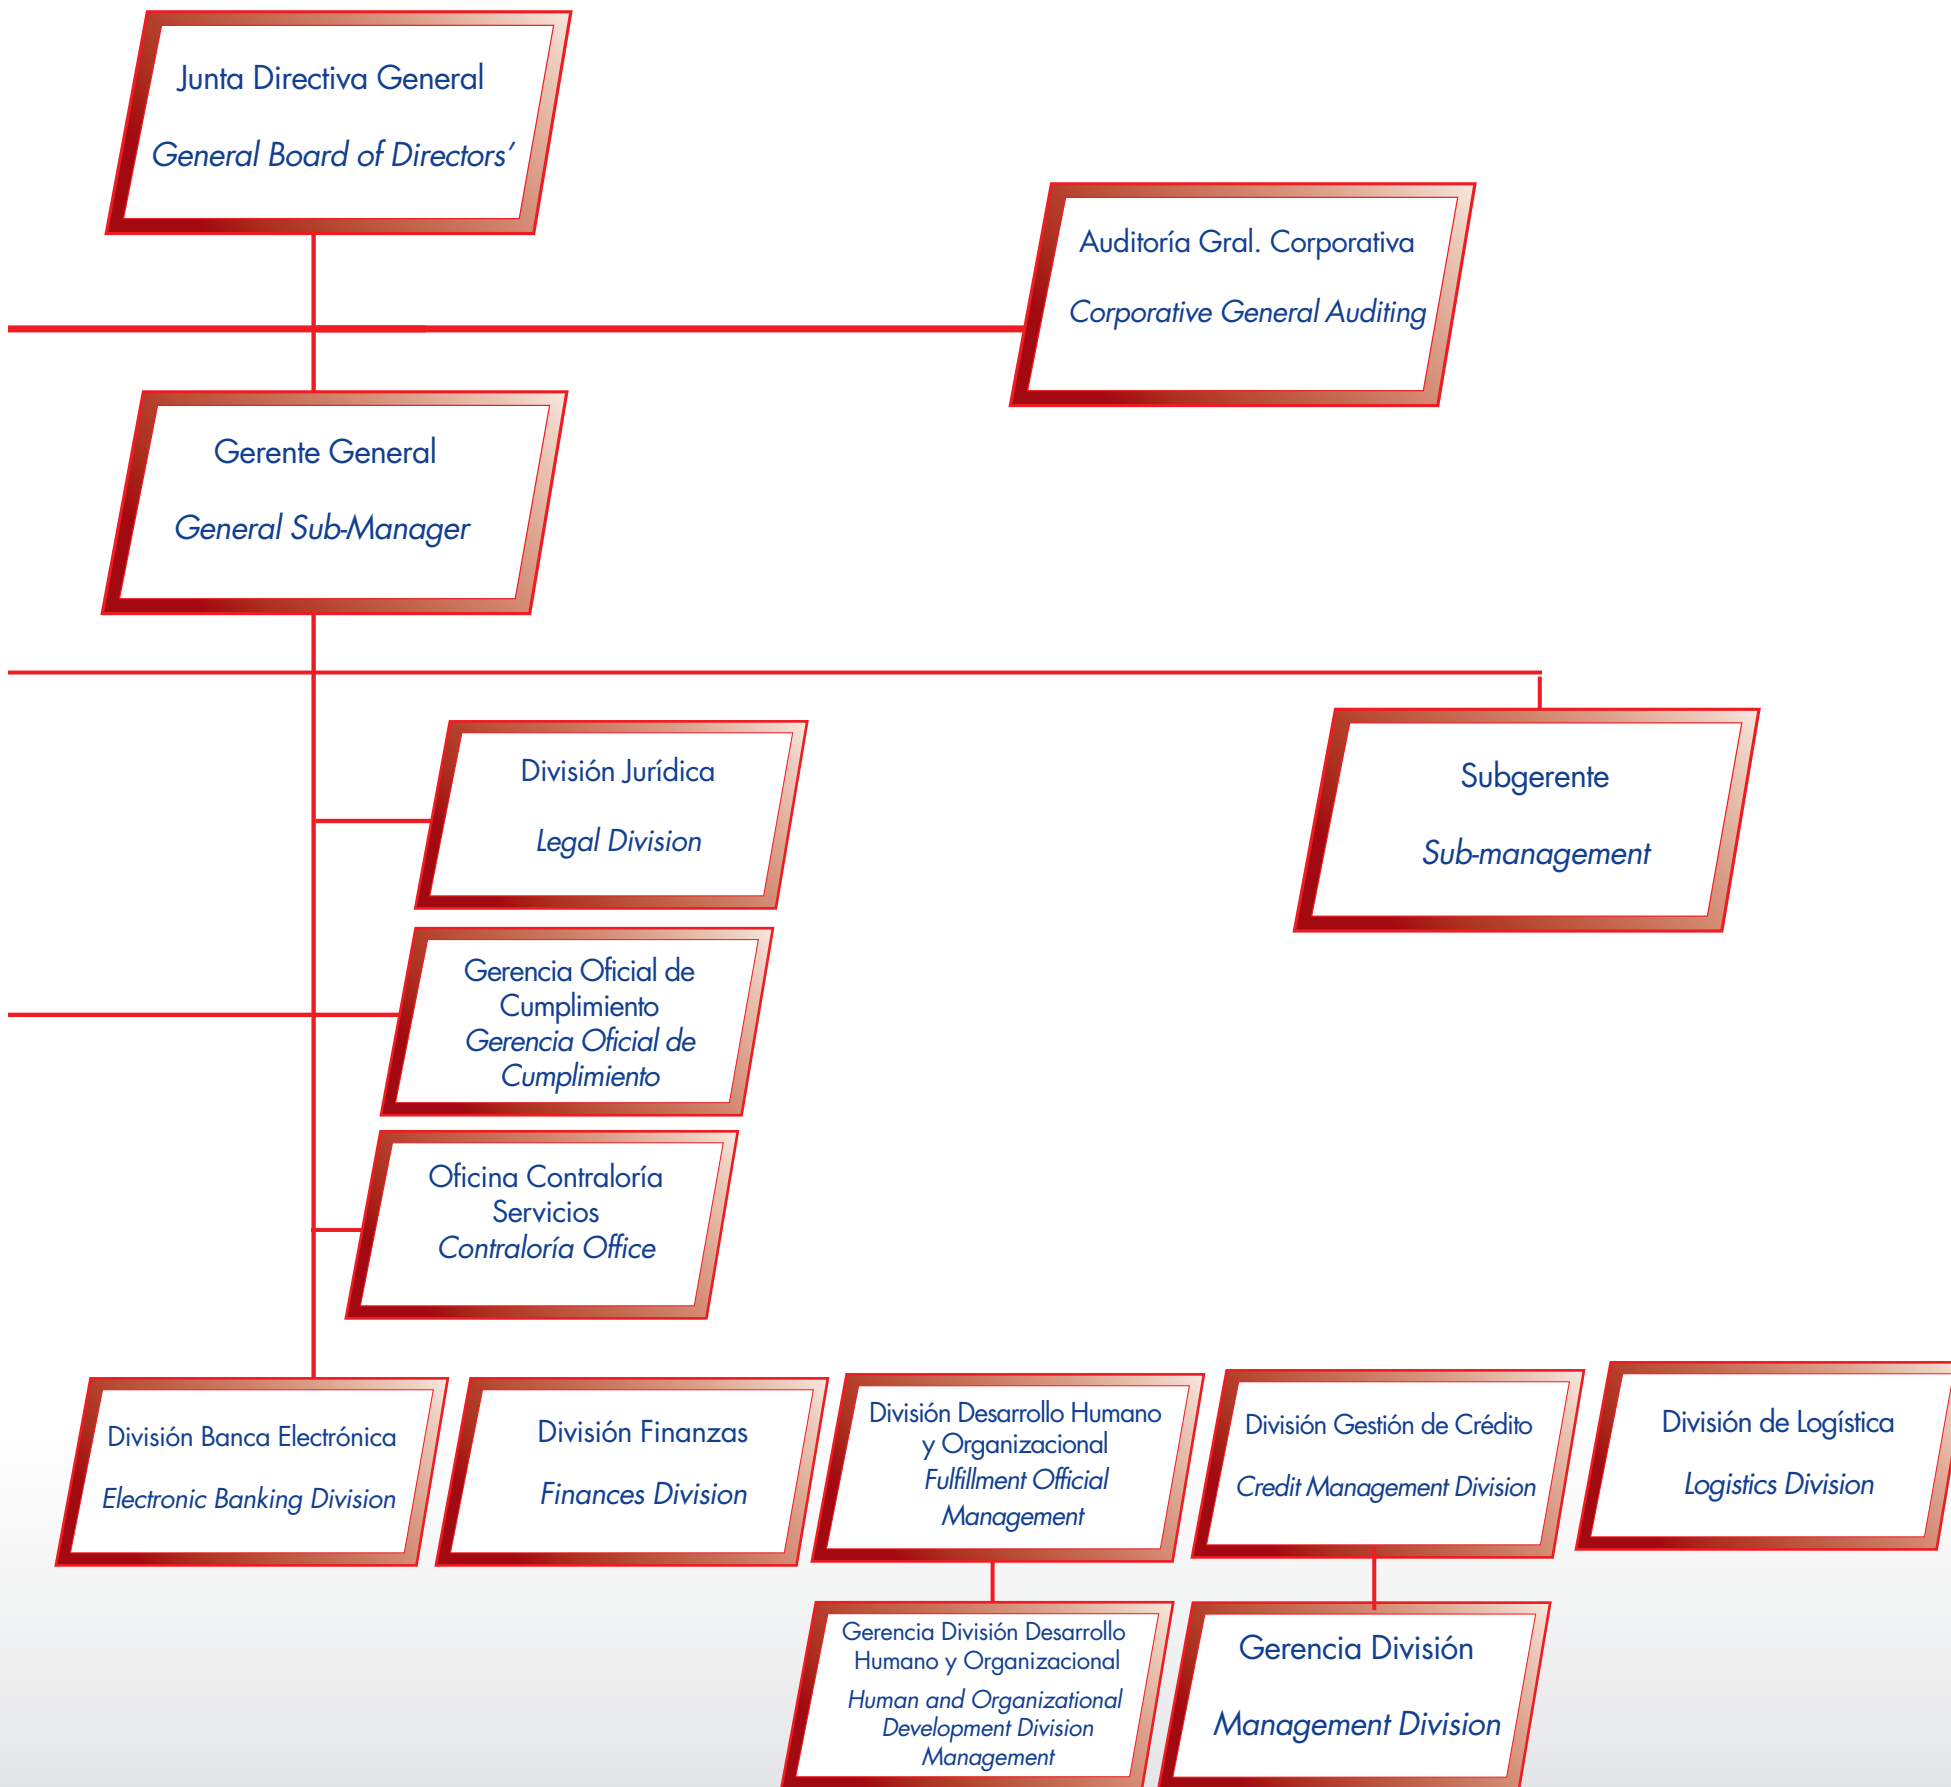 Junta Directiva General
General Board of Directors’
Auditoría Gral. Corporativa
Corporative General Auditing
Gerente General
General Sub-Manager
División Jurídica
Legal Division
Subgerente
Sub-management
Gerencia Oficial de
Cumplimiento
Gerencia Oficial de
Cumplimiento
Oficina Contraloría
Servicios
Contraloría Office
División Banca Electrónica
Electronic Banking Division
División Finanzas
Finances Division
División Desarrollo Humano
y Organizacional
Fulfillment Official
Management
División Gestión de Crédito
Credit Management Division
División de Logística
Logistics Division
Gerencia División Desarrollo
Humano y Organizacional
Human and Organizational
Development Division
Management
Gerencia División
Management Division